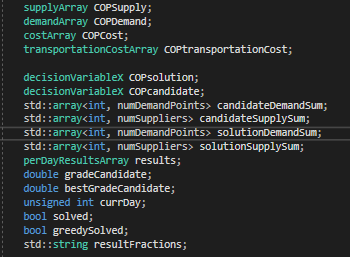 supplyArray COPSupply;
demandArray COPDemand;
costArray COPCost;
transportationCostArray COPtransportationCost;
decisionVariableX COPsolution;
decisionVariableX COPcandidate;
std::array<int, numDemandPoints> candidateDemandSum;
std::array<int, numSuppliers> candidateSupplySum;
std::array<int, numDemandPoints> solutionDemandSum;
std::array<int, numSuppliers> solutionSupplySum;
perDayResultsArray results;
double gradeCandidate;
double bestGradeCandidate;
unsigned int currDay;
bool solved;
bool greedySolved;
std::string resultFractions;